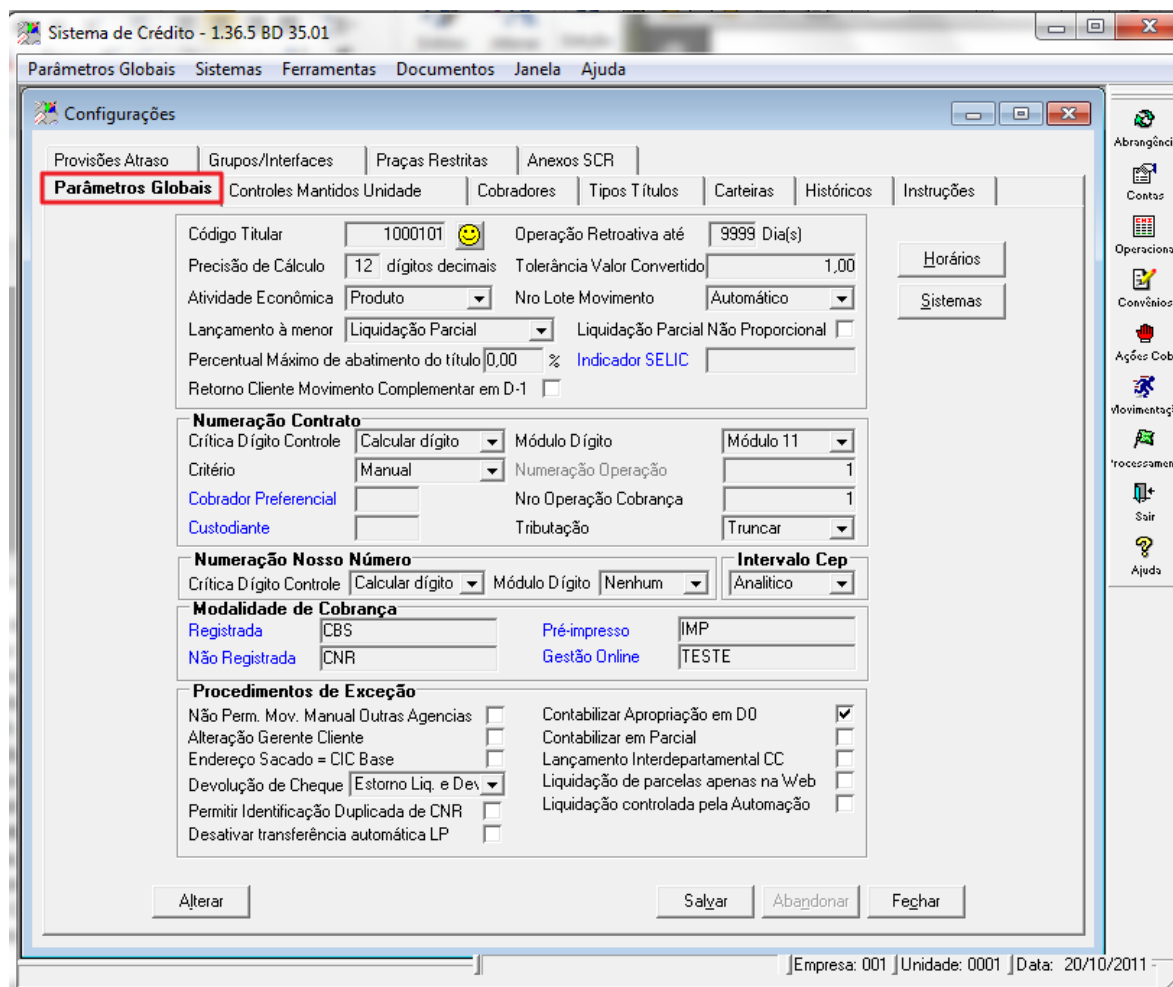 Sistema de Crédito - 1.36.5 BD 35.01
Parâmetros Globais Sistemas Ferramentas Documentos Janela Ajuda
Configurações
Provisões Atraso Grupos/Interfaces Praças Restritas Anexos SCR
Parâmetros Globais Controles Mantidos Unidade Cobradores Tipos Títulos Carteiras Históricos Instruções
Código Titular 1000101 Operação Retroativa até 9999 Dia(s)
Precisão de Cálculo 12 dígitos decimais Tolerância Valor Convertido 1,00
Atividade Econômica Produto Nro Lote Movimento Automático
Lançamento à menor Liquidação Parcial Liquidação Parcial Não Proporcional
Percentual Máximo de abatimento do título 0,00 % Indicador SELIC
Retorno Cliente Movimento Complementar em D-1
Horários
Sistemas
Numeração Contrato
Crítica Dígito Controle Calcular dígito Módulo Dígito Módulo 11
Critério Manual Numeração Operação 1
Cobrador Preferencial Nro Operação Cobrança 1
Custodiante Tributação Truncar
Numeração Nosso Número Intervalo Cep
Crítica Dígito Controle Calcular dígito Módulo Dígito Nenhum Analitico
Modalidade de Cobrança
Registrada CBS Pré-impresso IMP
Não Registrada CNR Gestão Online TESTE
Procedimentos de Exceção
Não Perm. Mov. Manual Outras Agencias Contabilizar Apropriação em D0
Alteração Gerente Cliente Contabilizar em Parcial
Endereço Sacado = CIC Base Lançamento Interdepartamental CC
Devolução de Cheque Estorno Liq. e Dev Liquidação de parcelas apenas na Web
Permitir Identificação Duplicada de CNR Liquidação controlada pela Automação
Desativar transferência automática LP
Alterar Salvar Abandonar Fechar
Abrangênci
Contas
Operaciona
Convênios
Ações Cob
Movimentaç
rocessamen
Sair
Ajuda
Empresa: 001 Unidade: 0001 Data: 20/10/2011